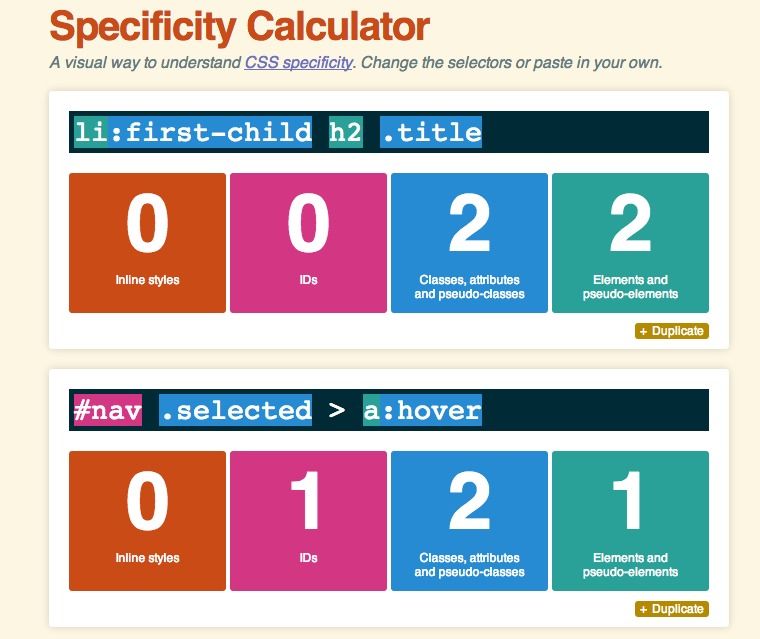 Specificity Calculator
A visual way to understand CSS specificity. Change the selectors or paste in your own.
li:first-child h2 .title
0 0 2 2
Inline styles IDs Classes, attributes Elements and
and pseudo-classes pseudo-elements
+ Duplicate
#nav .selected > a:hover
0 1 2 1
Inline styles IDs Classes, attributes Elements and
and pseudo-classes pseudo-elements
+ Duplicate